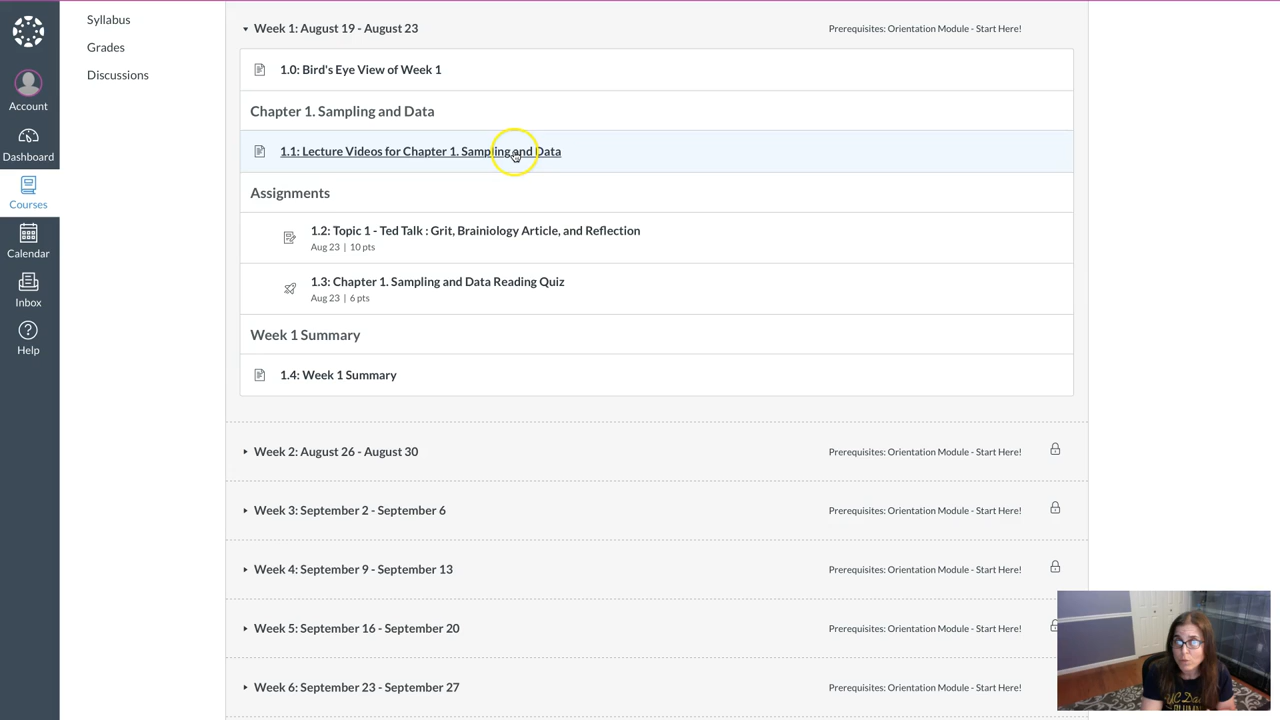 Syllabus
Grades
Discussions
Account
Dashboard
Courses
Calendar
Inbox
Help
Week 1: August 19 - August 23
Prerequisites: Orientation Module - Start Here!
1.0: Bird's Eye View of Week 1
Chapter 1. Sampling and Data
1.1: Lecture Videos for Chapter 1. Sampling and Data
Assignments
1.2: Topic 1 - Ted Talk : Grit, Brainiology Article, and Reflection
Aug 23 | 10 pts
1.3: Chapter 1. Sampling and Data Reading Quiz
Aug 23 | 6 pts
Week 1 Summary
1.4: Week 1 Summary
Week 2: August 26 - August 30
Prerequisites: Orientation Module - Start Here!
Week 3: September 2 - September 6
Prerequisites: Orientation Module - Start Here!
Week 4: September 9 - September 13
Prerequisites: Orientation Module - Start Here!
Week 5: September 16 - September 20
Prerequisites: Orientation Module - Start Here!
Week 6: September 23 - September 27
Prerequisites: Orientation Module - Start Here!
UC Da